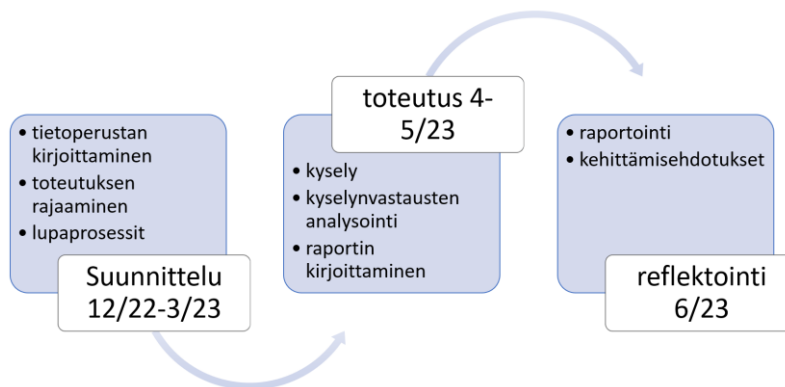 • tietoperustan
kirjoittaminen
• toteutuksen
rajaaminen
• lupaprosessit
Suunnittelu
12/22-3/23
toteutus 4-
5/23
• kysely
• kyselynvastausten
analysointi
• raportin
kirjoittaminen
• raportointi
• kehittämisehdotukset
reflektointi
6/23